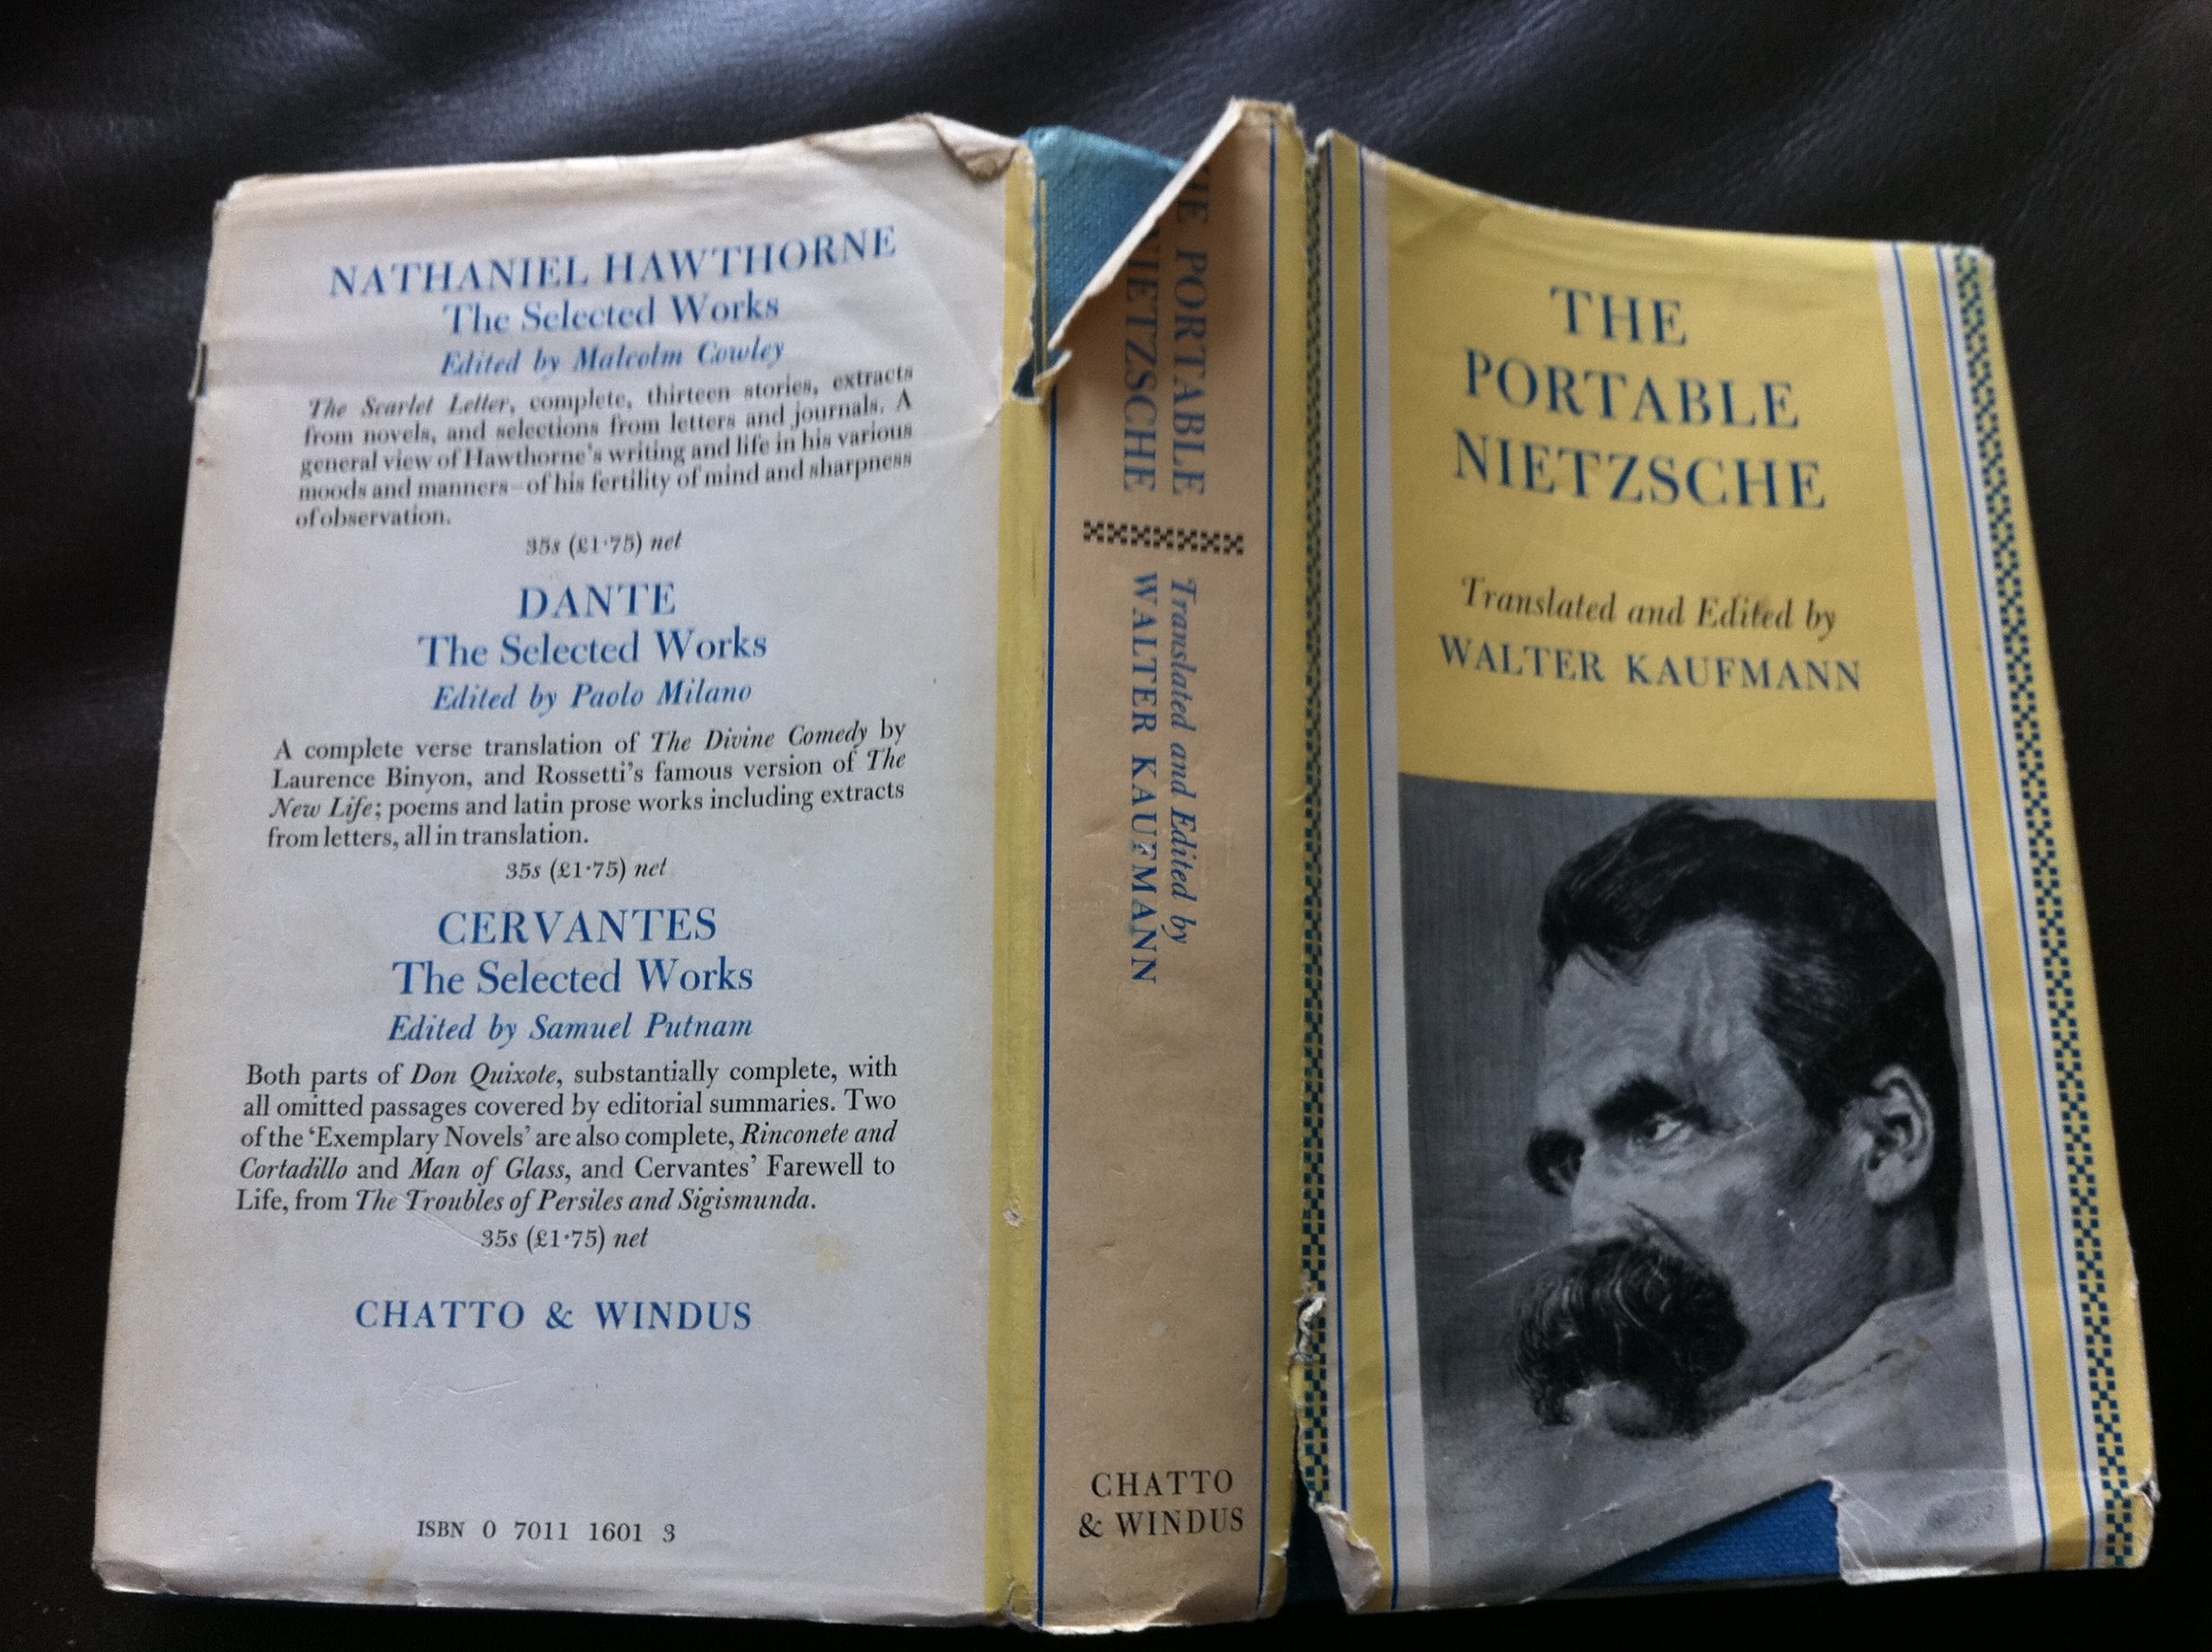 NATHANIEL HAWTHORNE
The Selected Works
Edited by Malcolm Cowley
The Scarlet Letter, complete, thirteen stories, extracts
from novels, and selections from letters and journals. A
general view of Hawthorne's writing and life in his various
moods and manners—of his fertility of mind and sharpness
of observation.
35s (£1·75) net
DANTE
The Selected Works
Edited by Paolo Milano
A complete verse translation of The Divine Comedy by
Laurence Binyon, and Rossetti's famous version of The
New Life; poems and latin prose works including extracts
from letters, all in translation.
35s (£1·75) net
CERVANTES
The Selected Works
Edited by Samuel Putnam
Both parts of Don Quixote, substantially complete, with
all omitted passages covered by editorial summaries. Two
of the 'Exemplary Novels' are also complete, Rinconete and
Cortadillo and Man of Glass, and Cervantes' Farewell to
Life, from The Troubles of Persiles and Sigismunda.
35s (£1·75) net
CHATTO & WINDUS
ISBN 0 7011 1601 3
THE PORTABLE
NIETZSCHE
Translated and Edited by
WALTER KAUFMANN
CHATTO
& WINDUS
THE
PORTABLE
NIETZSCHE
Translated and Edited by
WALTER KAUFMANN